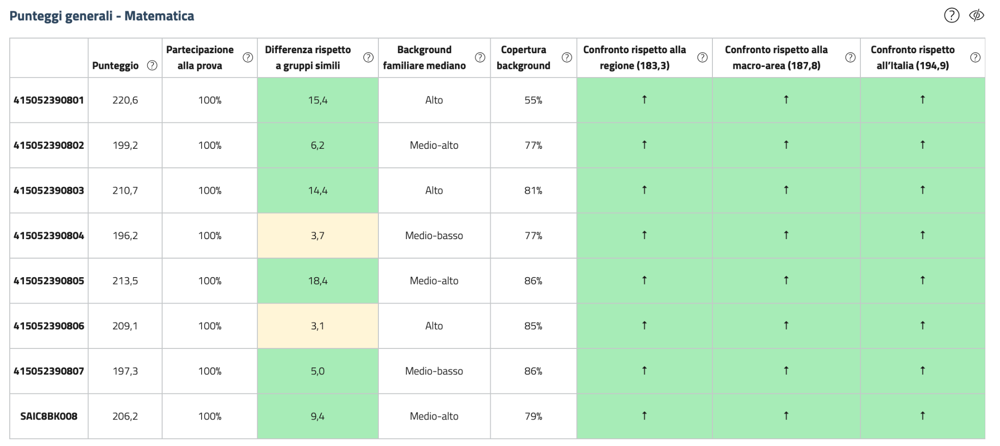 Punteggi generali - Matematica
Punteggio
Partecipazione alla prova
Differenza rispetto a gruppi simili
Background familiare mediano
Copertura background
Confronto rispetto alla regione (183,3)
Confronto rispetto alla macro-area (187,8)
Confronto rispetto all'Italia (194,9)
415052390801 220,6 100% 15,4 Alto 55% ↑ ↑ ↑
415052390802 199,2 100% 6,2 Medio-alto 77% ↑ ↑ ↑
415052390803 210,7 100% 14,4 Alto 81% ↑ ↑ ↑
415052390804 196,2 100% 3,7 Medio-basso 77% ↑ ↑ ↑
415052390805 213,5 100% 18,4 Medio-alto 86% ↑ ↑ ↑
415052390806 209,1 100% 3,1 Alto 85% ↑ ↑ ↑
415052390807 197,3 100% 5,0 Medio-basso 86% ↑ ↑ ↑
SAIC8BK008 206,2 100% 9,4 Medio-alto 79% ↑ ↑ ↑